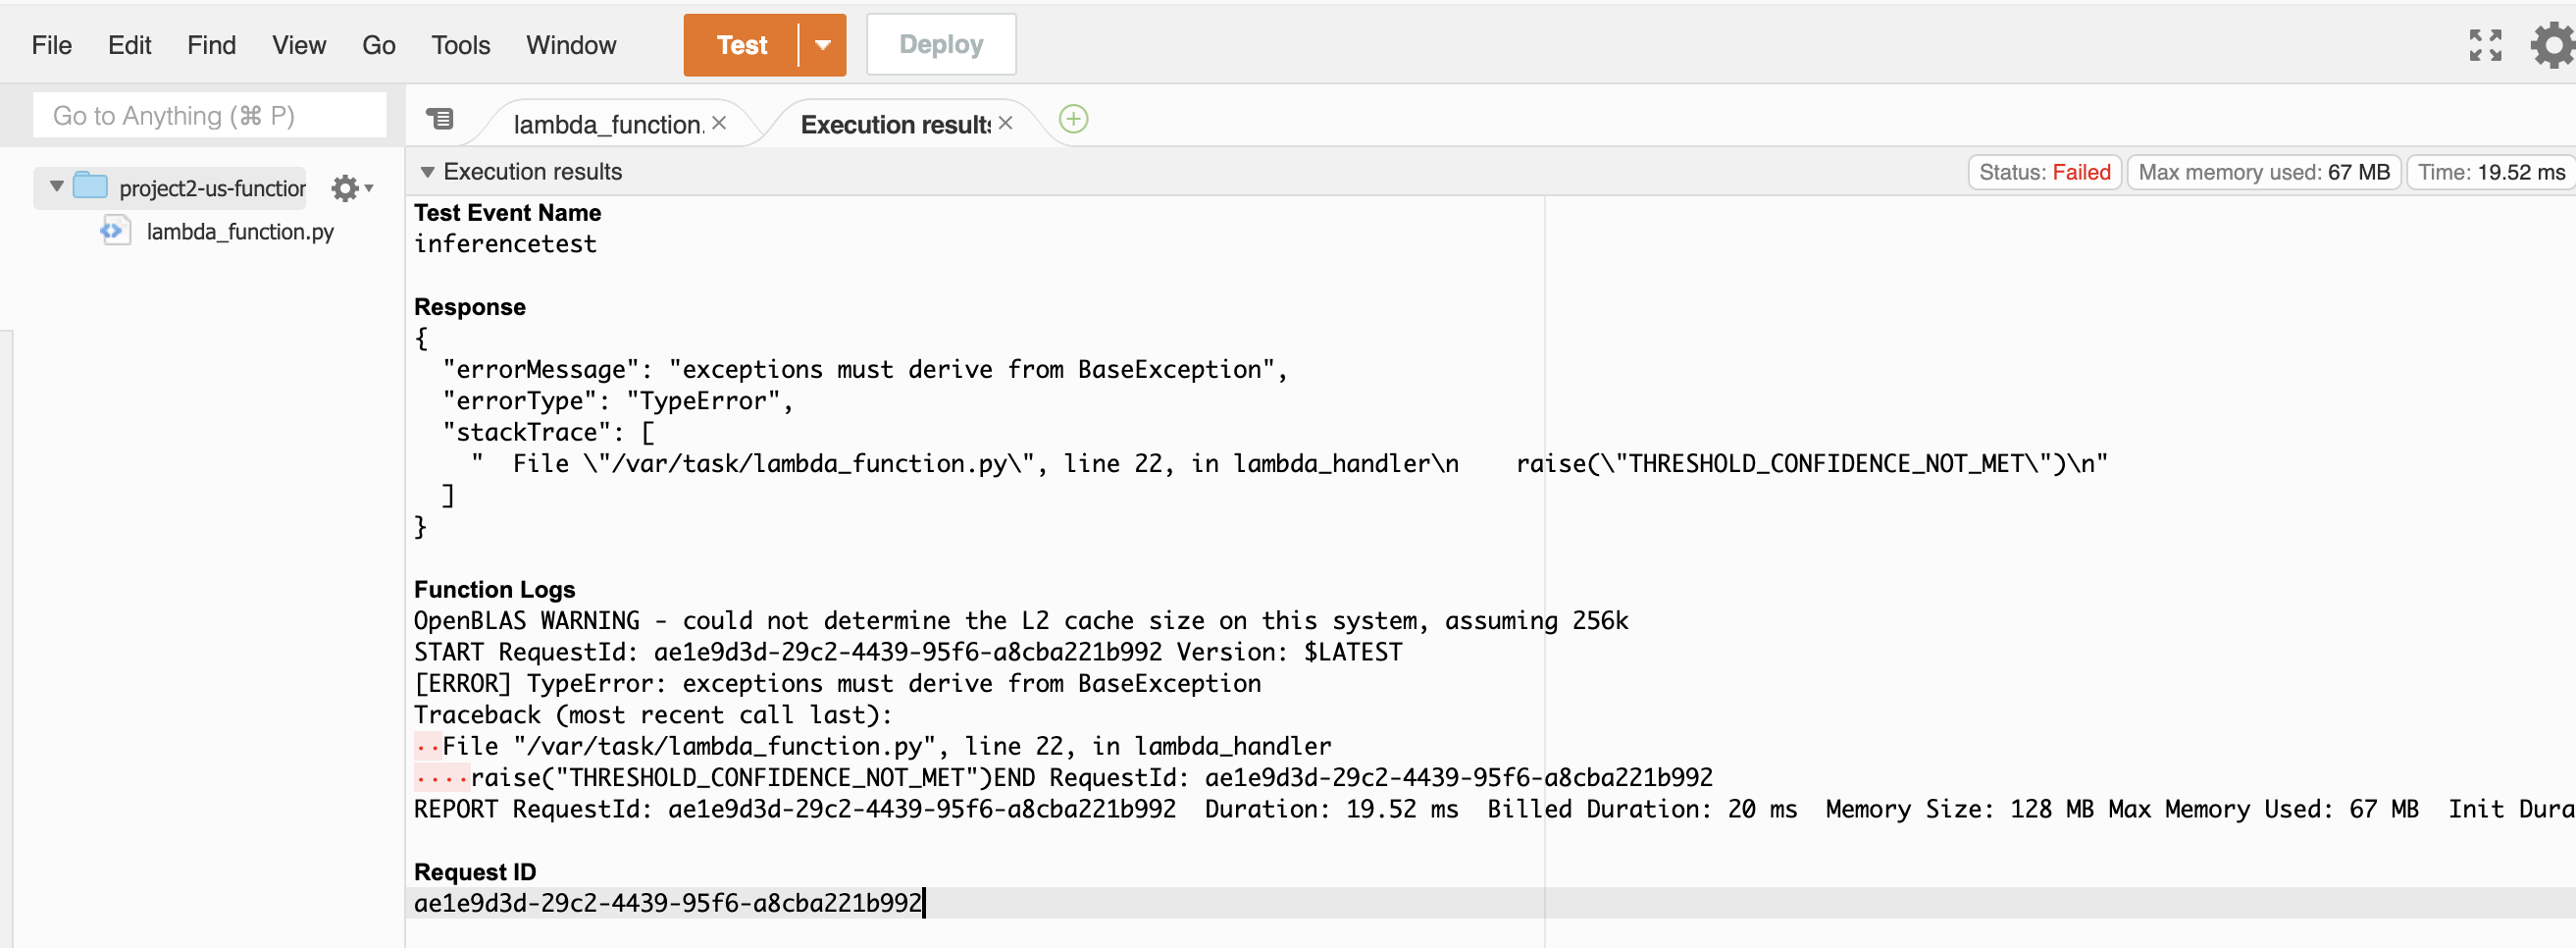 File Edit Find View Go Tools Window Test Deploy
Go to Anything (⌘ P)
lambda_function. Execution results
project2-us-function
lambda_function.py
Execution results Status: Failed Max memory used: 67 MB Time: 19.52 ms
Test Event Name
inferencetest
Response
{
"errorMessage": "exceptions must derive from BaseException",
"errorType": "TypeError",
"stackTrace": [
"  File \"/var/task/lambda_function.py\", line 22, in lambda_handler\n    raise(\"THRESHOLD_CONFIDENCE_NOT_MET\")\n"
]
}
Function Logs
OpenBLAS WARNING - could not determine the L2 cache size on this system, assuming 256k
START RequestId: ae1e9d3d-29c2-4439-95f6-a8cba221b992 Version: $LATEST
[ERROR] TypeError: exceptions must derive from BaseException
Traceback (most recent call last):
··File "/var/task/lambda_function.py", line 22, in lambda_handler
····raise("THRESHOLD_CONFIDENCE_NOT_MET")END RequestId: ae1e9d3d-29c2-4439-95f6-a8cba221b992
REPORT RequestId: ae1e9d3d-29c2-4439-95f6-a8cba221b992  Duration: 19.52 ms  Billed Duration: 20 ms  Memory Size: 128 MB Max Memory Used: 67 MB  Init Dura
Request ID
ae1e9d3d-29c2-4439-95f6-a8cba221b992